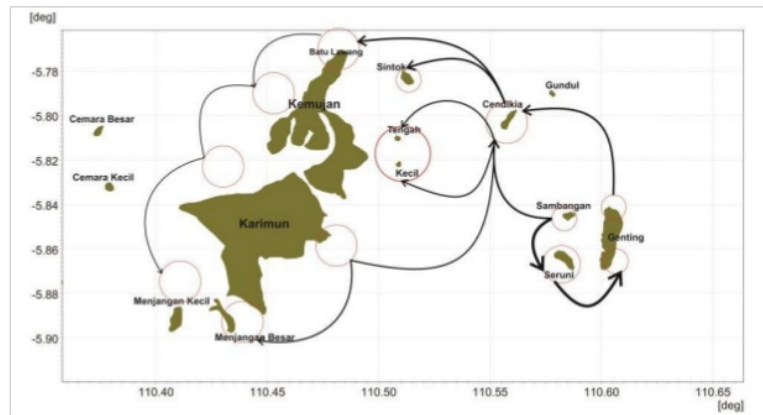 [deg]
-5.78
-5.80
-5.82
-5.84
-5.86
-5.88
-5.90
Batu Lawang
Sintok
Gundul
Kemujan
Cendikia
Cemara Besar
Tengah
Cemara Kecil
Kecil
Sambangan
Karimun
Genting
Seruni
Menjangan Kecil
Menjangan Besar
110.40
110.45
110.50
110.55
110.60
110.65
[deg]